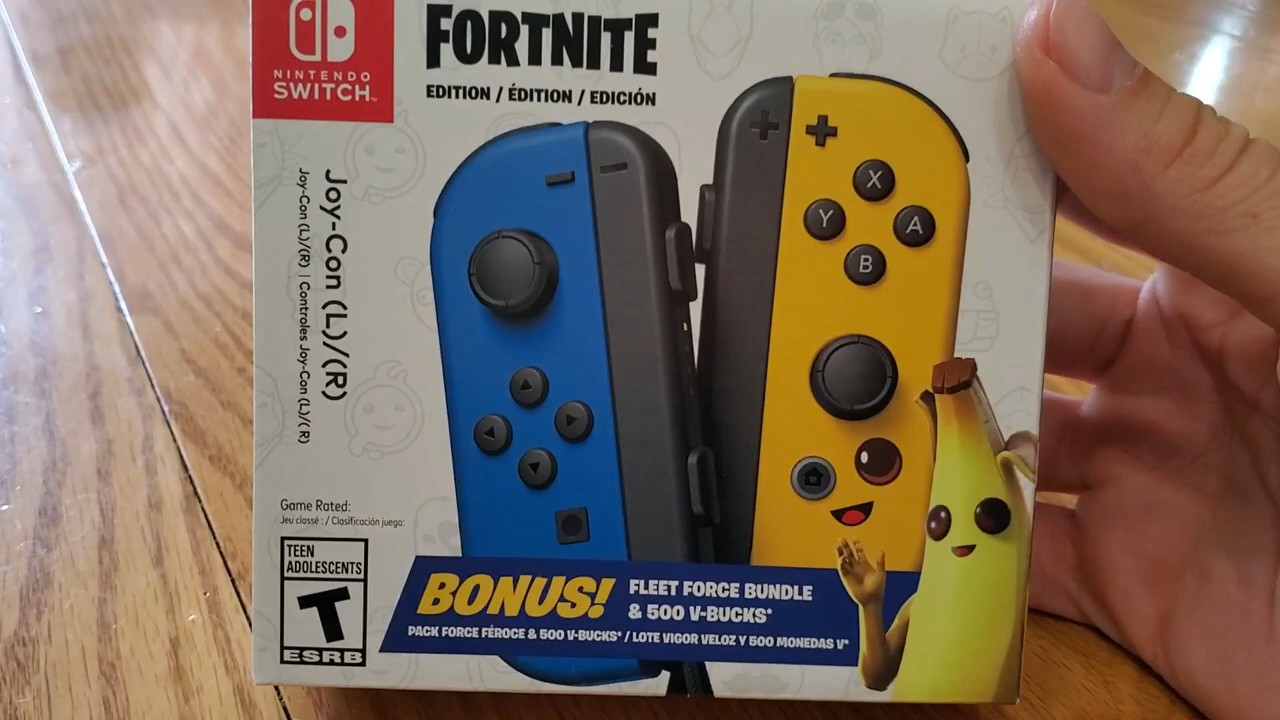 NINTENDO
SWITCH™
FORTNITE
EDITION / ÉDITION / EDICIÓN
Joy-Con (L)/(R)
Joy-Con (L)/(R) | Controles Joy-Con (L)/(R)
X
Y
A
B
Game Rated:
Jeu classé : / Clasificación juego:
TEEN
ADOLESCENTS
T
ESRB
BONUS!
FLEET FORCE BUNDLE
& 500 V-BUCKS*
PACK FORCE FÉROCE & 500 V-BUCKS* / LOTE VIGOR VELOZ Y 500 MONEDAS V*